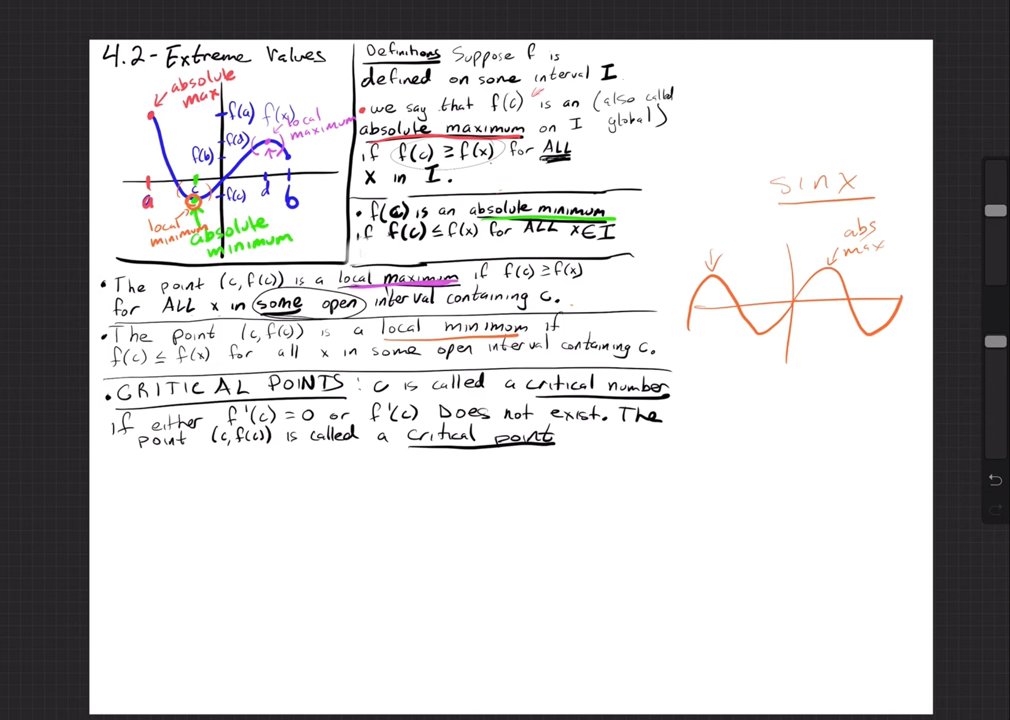 4.2 - Extreme Values
absolute
max
f(a)
f(x)
f(d)
local
maximum
f(b)
a
c
f(c)
d
b
local
minimum
absolute
minimum
Definitions Suppose f is
defined on some interval I.
• we say that f(c) is an (also called
absolute maximum on I global)
if f(c) ≥ f(x) for ALL
x in I.
• f(c) is an absolute minimum
if f(c) ≤ f(x) for ALL x∈I
• The point (c, f(c)) is a local maximum if f(c) ≥ f(x)
for ALL x in some open interval containing c.
• The point (c, f(c)) is a local minimum if
f(c) ≤ f(x) for all x in some open interval containing c.
• CRITICAL POINTS : c is called a critical number
if either f'(c) = 0 or f'(c) Does not exist. The
point (c, f(c)) is called a critical point
sin x
abs
max